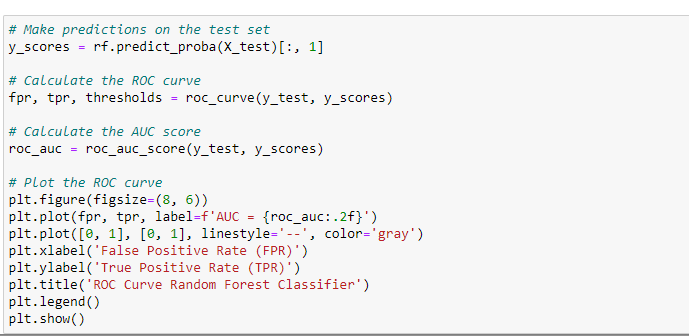 # Make predictions on the test set
y_scores = rf.predict_proba(X_test)[:, 1]
# Calculate the ROC curve
fpr, tpr, thresholds = roc_curve(y_test, y_scores)
# Calculate the AUC score
roc_auc = roc_auc_score(y_test, y_scores)
# Plot the ROC curve
plt.figure(figsize=(8, 6))
plt.plot(fpr, tpr, label=f'AUC = {roc_auc:.2f}')
plt.plot([0, 1], [0, 1], linestyle='--', color='gray')
plt.xlabel('False Positive Rate (FPR)')
plt.ylabel('True Positive Rate (TPR)')
plt.title('ROC Curve Random Forest Classifier')
plt.legend()
plt.show()